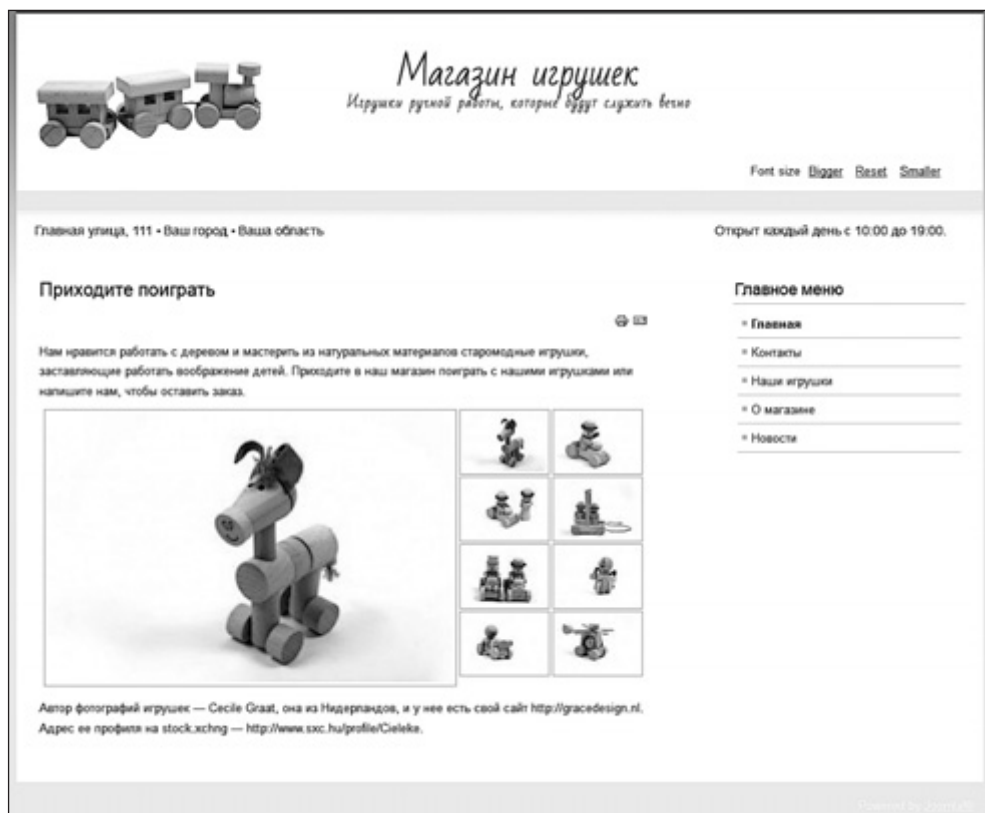 Магазин игрушек
Игрушки ручной работы, которые будут служить вечно
Font size Bigger Reset Smaller
Главная улица, 111 • Ваш город • Ваша область
Открыт каждый день с 10:00 до 19:00.
Приходите поиграть
Нам нравится работать с деревом и мастерить из натуральных материалов старомодные игрушки,
заставляющие работать воображение детей. Приходите в наш магазин поиграть с нашими игрушками или
напишите нам, чтобы оставить заказ.
Автор фотографий игрушек — Cecile Graat, она из Нидерландов, и у нее есть свой сайт http://gracedesign.nl.
Адрес ее профиля на stock.xchng — http://www.sxc.hu/profile/Cieleke.
Главное меню
Главная
Контакты
Наши игрушки
О магазине
Новости
Powered by Joomla!®